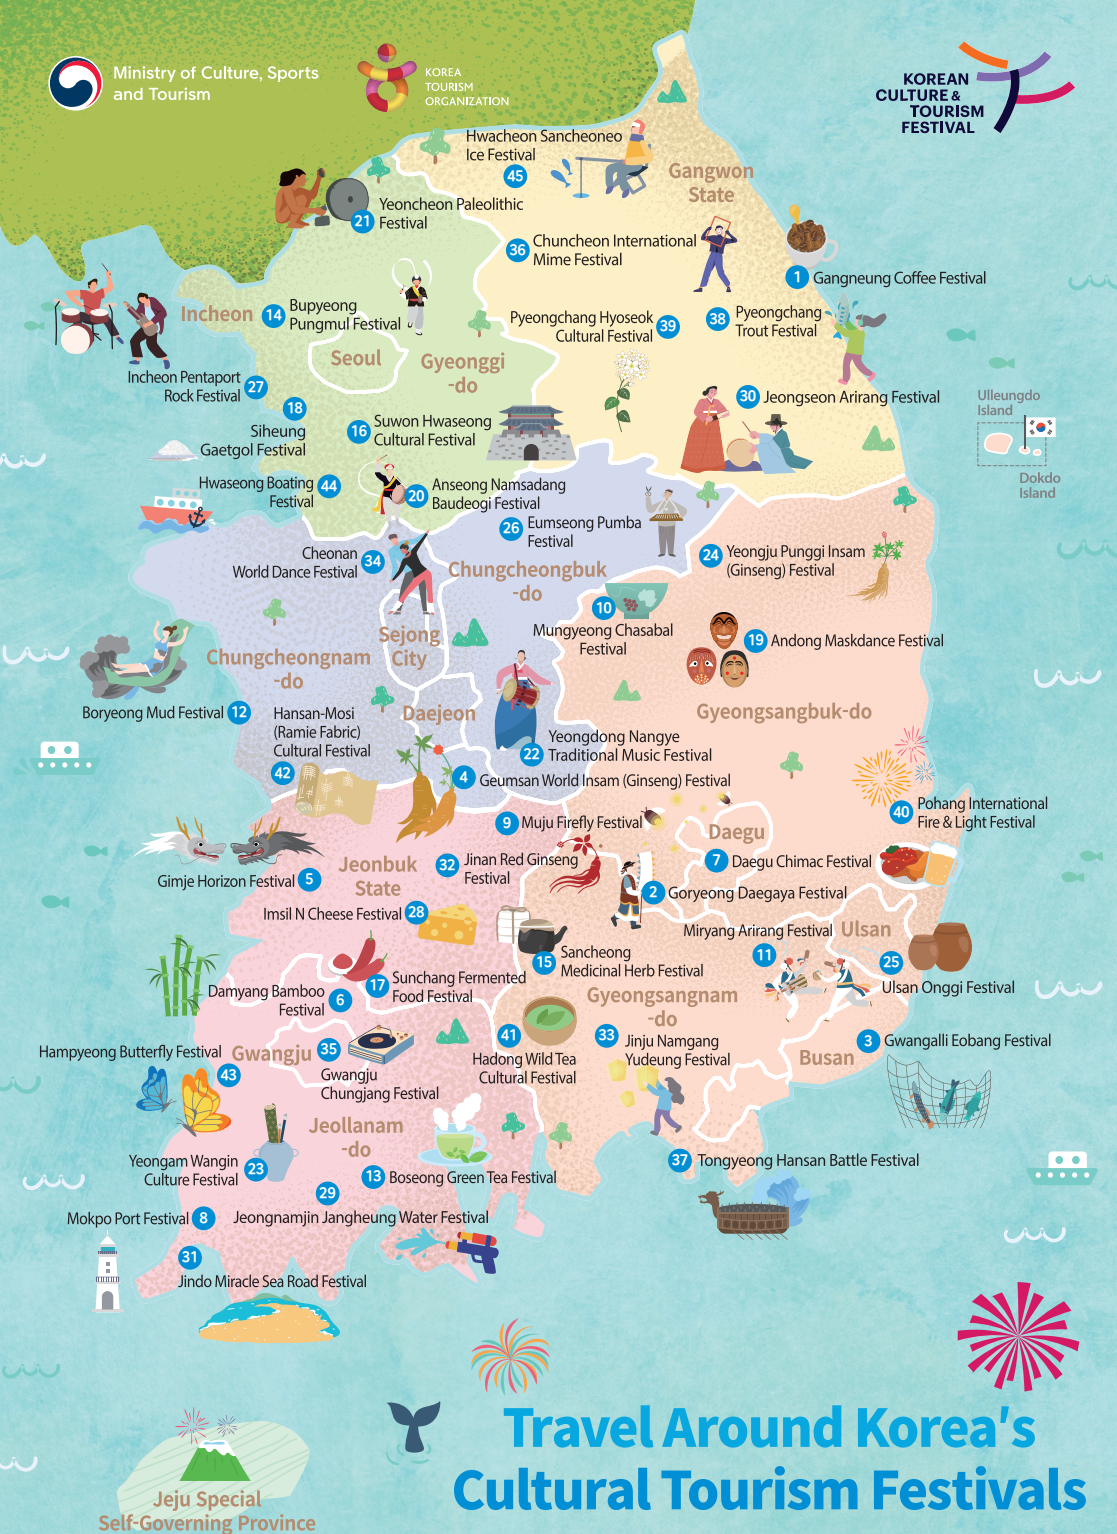 Ministry of Culture, Sports
and Tourism
KOREA
TOURISM
ORGANIZATION
KOREAN
CULTURE &
TOURISM
FESTIVAL
Hwacheon Sancheoneo
Ice Festival
45
Gangwon
State
Yeoncheon Paleolithic
21 Festival
36 Chuncheon International
Mime Festival
1 Gangneung Coffee Festival
Incheon
14 Bupyeong
Pungmul Festival
Pyeongchang Hyoseok
Cultural Festival 39
38 Pyeongchang
Trout Festival
Seoul
Gyeonggi
-do
Incheon Pentaport
Rock Festival 27
30 Jeongseon Arirang Festival
Ulleungdo
Island
18
Siheung
Gaetgol Festival
16 Suwon Hwaseong
Cultural Festival
Dokdo
Island
Hwaseong Boating
Festival 44
20 Anseong Namsadang
Baudeogi Festival
26 Eumseong Pumba
Festival
Cheonan
World Dance Festival 34
24 Yeongju Punggi Insam
(Ginseng) Festival
Chungcheongbuk
-do
10
Mungyeong Chasabal
Festival
19 Andong Maskdance Festival
Sejong
City
Chungcheongnam
-do
Boryeong Mud Festival 12
Hansan-Mosi
(Ramie Fabric)
Cultural Festival
42
Daejeon
Gyeongsangbuk-do
22 Yeongdong Nangye
Traditional Music Festival
4 Geumsan World Insam (Ginseng) Festival
40 Pohang International
Fire & Light Festival
9 Muju Firefly Festival
Daegu
7 Daegu Chimac Festival
Gimje Horizon Festival 5
Jeonbuk
State
32 Jinan Red Ginseng
Festival
2 Goryeong Daegaya Festival
Imsil N Cheese Festival 28
Miryang Arirang Festival
11
Ulsan
25
Ulsan Onggi Festival
15 Sancheong
Medicinal Herb Festival
Damyang Bamboo
Festival 6
17 Sunchang Fermented
Food Festival
Gyeongsangnam
-do
41
Hadong Wild Tea
Cultural Festival
33
Jinju Namgang
Yudeung Festival
3 Gwangalli Eobang Festival
Busan
Hampyeong Butterfly Festival
43
Gwangju
35
Gwangju
Chungjang Festival
Jeollanam
-do
Yeongam Wangin
Culture Festival 23
13 Boseong Green Tea Festival
37 Tongyeong Hansan Battle Festival
29
Jeongnamjin Jangheung Water Festival
Mokpo Port Festival 8
31
Jindo Miracle Sea Road Festival
Travel Around Korea's
Cultural Tourism Festivals
Jeju Special
Self-Governing Province